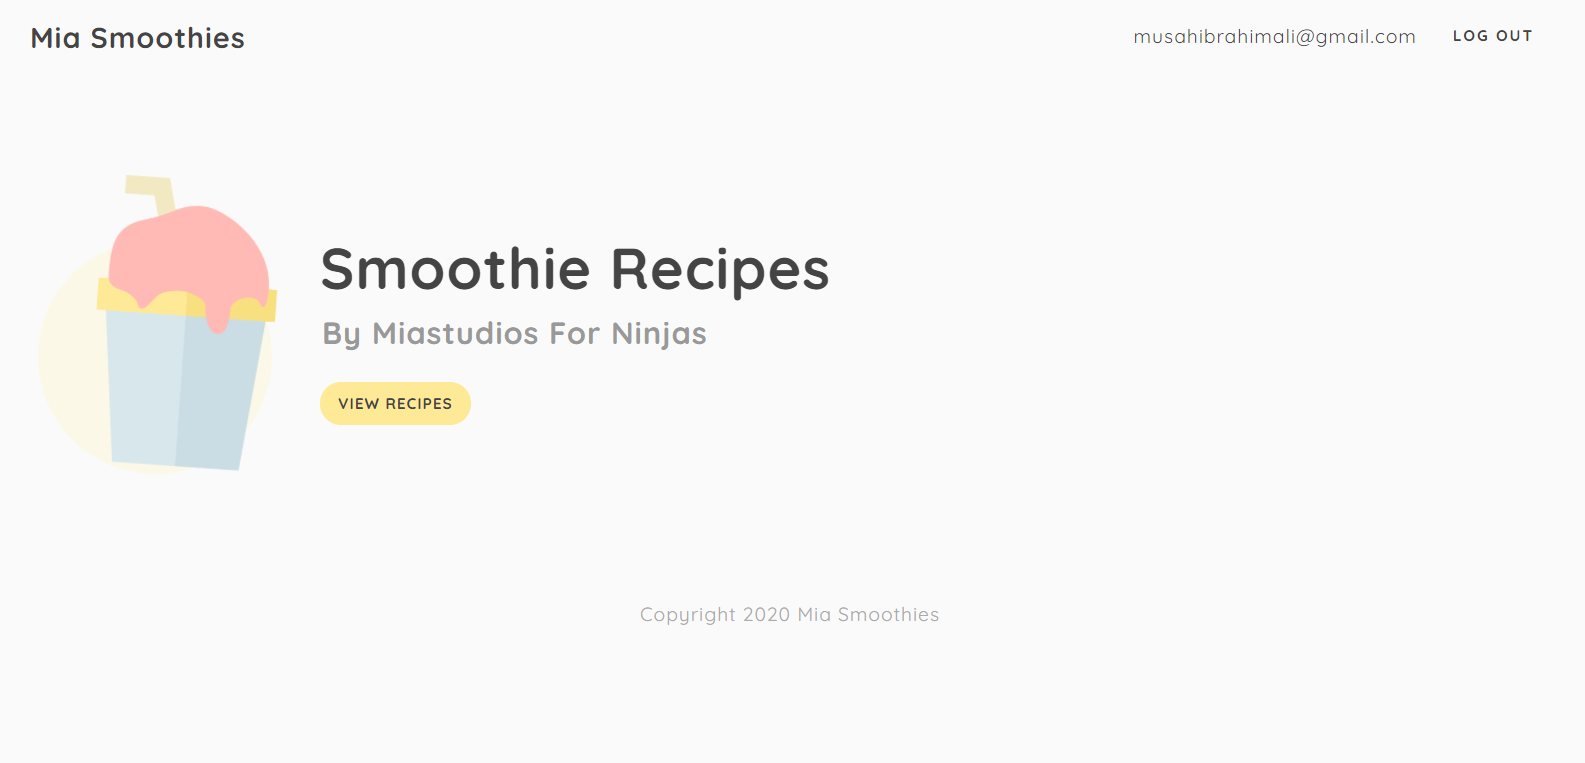 Mia Smoothies
musahibrahimali@gmail.com
LOG OUT
Smoothie Recipes
By Miastudios For Ninjas
VIEW RECIPES
Copyright 2020 Mia Smoothies